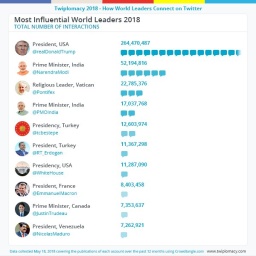 Twiplomacy 2018 - How World Leaders Connect on Twitter
Most Influential World Leaders 2018
TOTAL NUMBER OF INTERACTIONS
President, USA
@realDonaldTrump
264,470,487
Prime Minister, India
@NarendraModi
52,194,816
Religious Leader, Vatican
@Pontifex
22,785,376
Prime Minister, India
@PMOIndia
17,037,768
Presidency, Turkey
@tcbestepe
12,603,974
President, Turkey
@RT_Erdogan
11,367,298
Presidency, USA
@WhiteHouse
11,287,090
President, France
@EmmanuelMacron
8,463,458
Prime Minister, Canada
@JustinTrudeau
7,353,637
President, Venezuela
@NicolasMaduro
7,262,921
Data collected May 18, 2018 covering the publications of each account over the past 12 months using CrowdTangle.com
www.twiplomacy.com